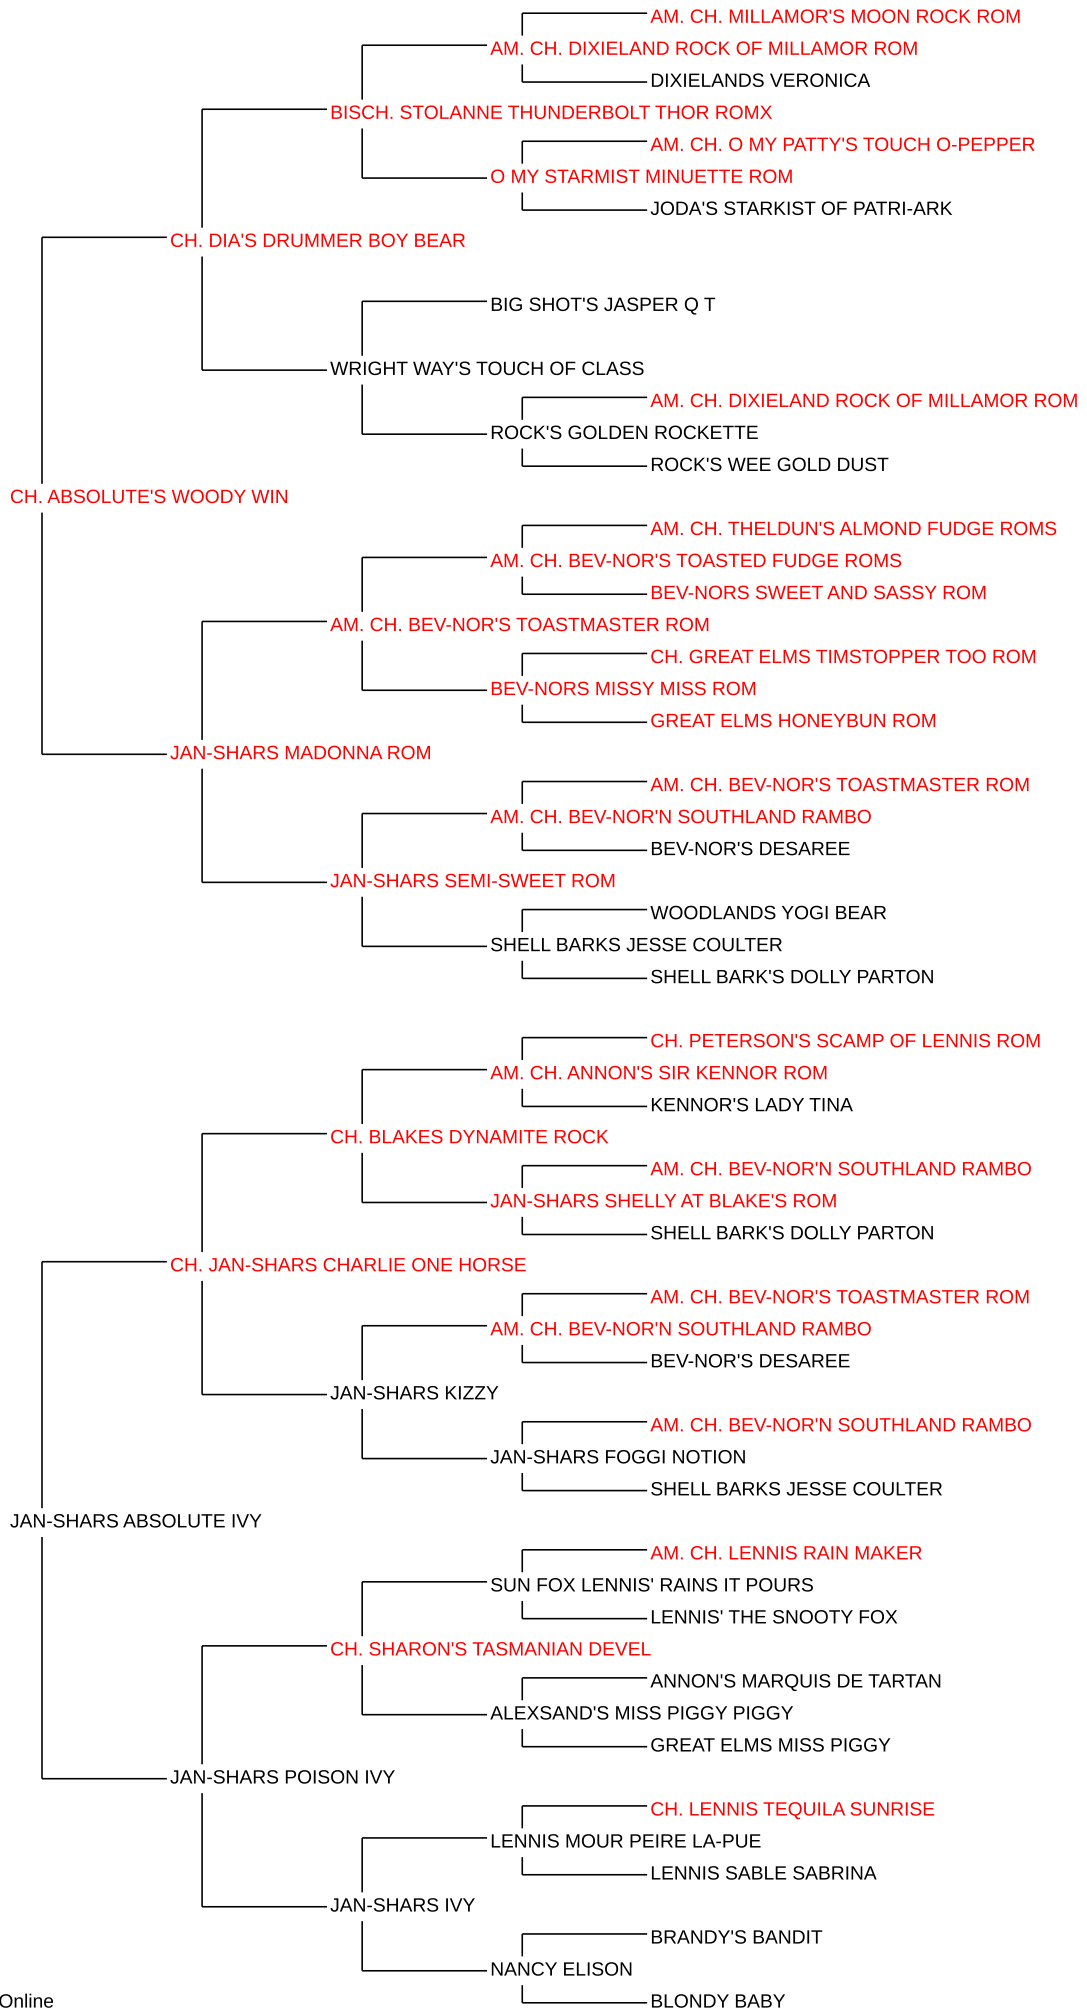 AM. CH. MILLAMOR'S MOON ROCK ROM
AM. CH. DIXIELAND ROCK OF MILLAMOR ROM
DIXIELANDS VERONICA
BISCH. STOLANNE THUNDERBOLT THOR ROMX
AM. CH. O MY PATTY'S TOUCH O-PEPPER
O MY STARMIST MINUETTE ROM
JODA'S STARKIST OF PATRI-ARK
CH. DIA'S DRUMMER BOY BEAR
BIG SHOT'S JASPER Q T
WRIGHT WAY'S TOUCH OF CLASS
AM. CH. DIXIELAND ROCK OF MILLAMOR ROM
ROCK'S GOLDEN ROCKETTE
ROCK'S WEE GOLD DUST
CH. ABSOLUTE'S WOODY WIN
AM. CH. THELDUN'S ALMOND FUDGE ROMS
AM. CH. BEV-NOR'S TOASTED FUDGE ROMS
BEV-NORS SWEET AND SASSY ROM
AM. CH. BEV-NOR'S TOASTMASTER ROM
CH. GREAT ELMS TIMSTOPPER TOO ROM
BEV-NORS MISSY MISS ROM
GREAT ELMS HONEYBUN ROM
JAN-SHARS MADONNA ROM
AM. CH. BEV-NOR'S TOASTMASTER ROM
AM. CH. BEV-NOR'N SOUTHLAND RAMBO
BEV-NOR'S DESAREE
JAN-SHARS SEMI-SWEET ROM
WOODLANDS YOGI BEAR
SHELL BARKS JESSE COULTER
SHELL BARK'S DOLLY PARTON
CH. PETERSON'S SCAMP OF LENNIS ROM
AM. CH. ANNON'S SIR KENNOR ROM
KENNOR'S LADY TINA
CH. BLAKES DYNAMITE ROCK
AM. CH. BEV-NOR'N SOUTHLAND RAMBO
JAN-SHARS SHELLY AT BLAKE'S ROM
SHELL BARK'S DOLLY PARTON
CH. JAN-SHARS CHARLIE ONE HORSE
AM. CH. BEV-NOR'S TOASTMASTER ROM
AM. CH. BEV-NOR'N SOUTHLAND RAMBO
BEV-NOR'S DESAREE
JAN-SHARS KIZZY
AM. CH. BEV-NOR'N SOUTHLAND RAMBO
JAN-SHARS FOGGI NOTION
SHELL BARKS JESSE COULTER
JAN-SHARS ABSOLUTE IVY
AM. CH. LENNIS RAIN MAKER
SUN FOX LENNIS' RAINS IT POURS
LENNIS' THE SNOOTY FOX
CH. SHARON'S TASMANIAN DEVEL
ANNON'S MARQUIS DE TARTAN
ALEXSAND'S MISS PIGGY PIGGY
GREAT ELMS MISS PIGGY
JAN-SHARS POISON IVY
CH. LENNIS TEQUILA SUNRISE
LENNIS MOUR PEIRE LA-PUE
LENNIS SABLE SABRINA
JAN-SHARS IVY
BRANDY'S BANDIT
NANCY ELISON
BLONDY BABY
Online